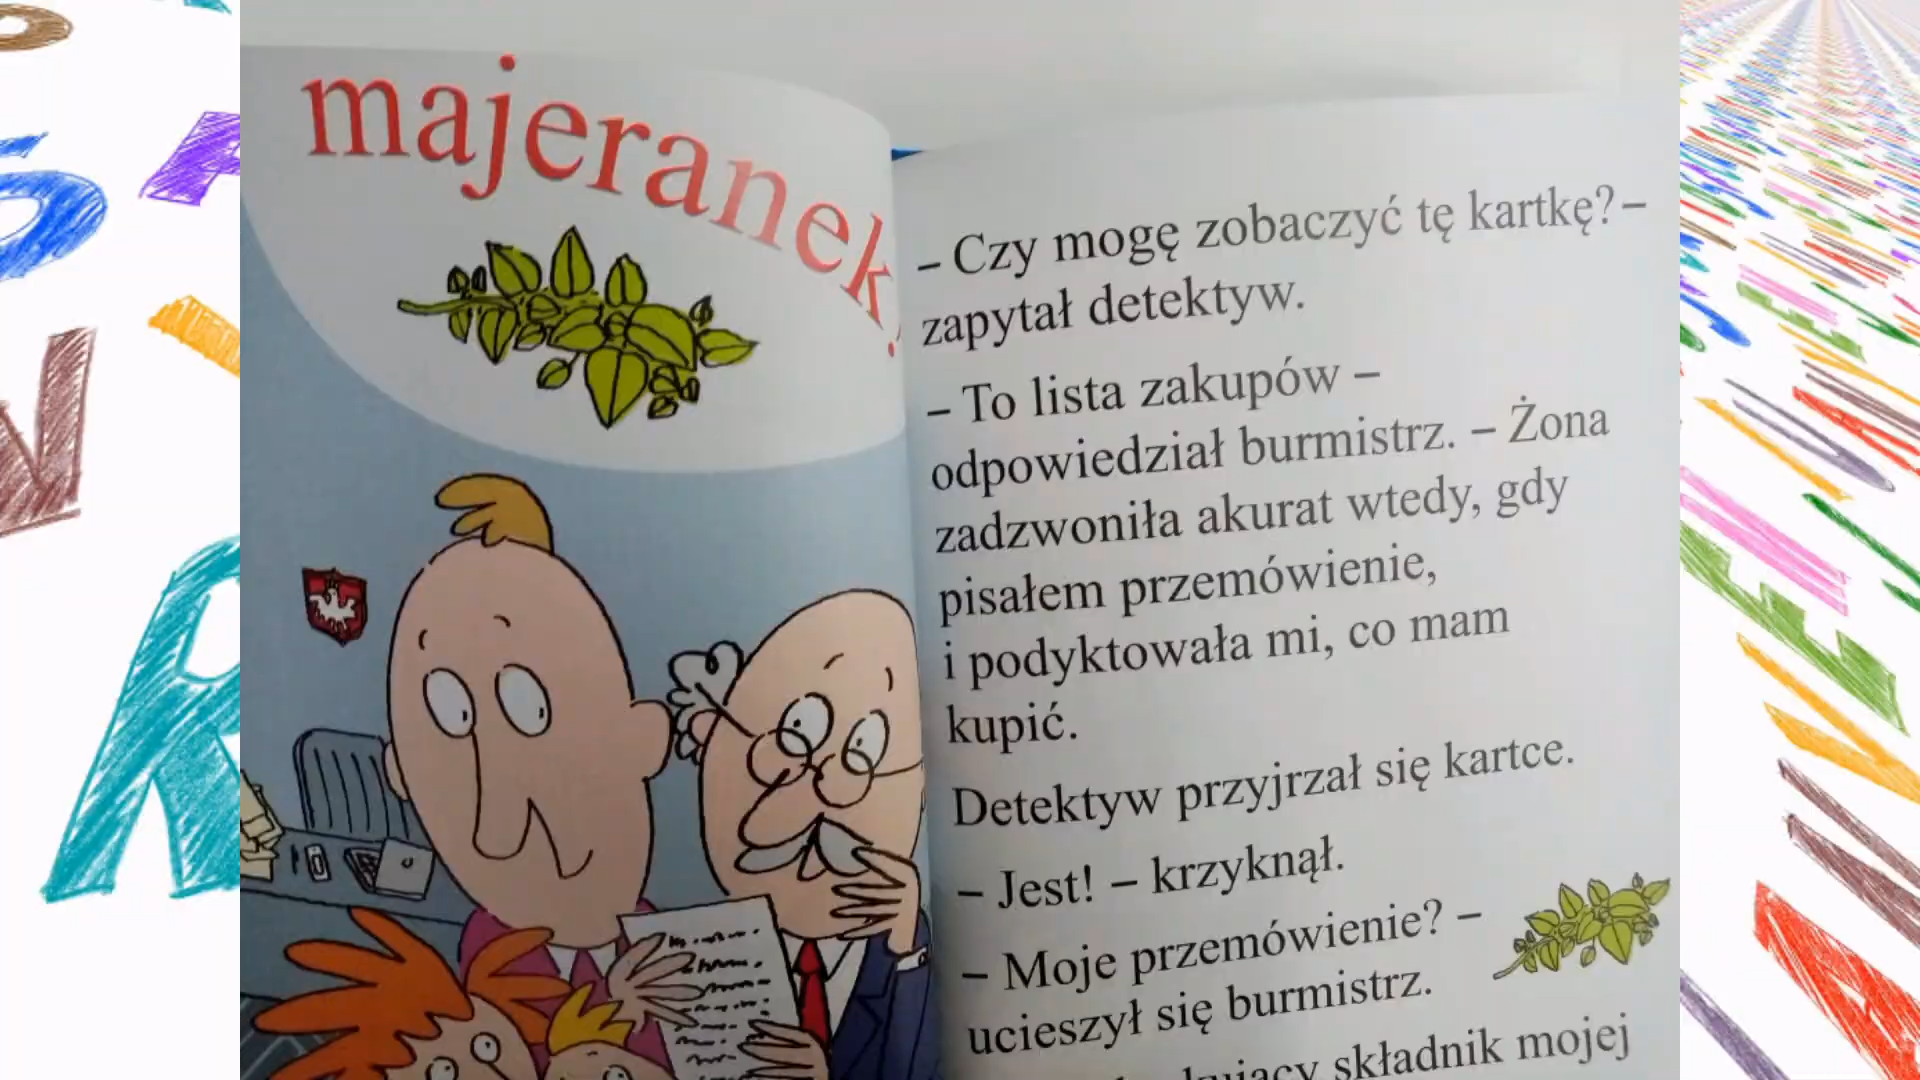 majeranek!
– Czy mogę zobaczyć tę kartkę? –
zapytał detektyw.
– To lista zakupów –
odpowiedział burmistrz. – Żona
zadzwoniła akurat wtedy, gdy
pisałem przemówienie,
i podyktowała mi, co mam
kupić.
Detektyw przyjrzał się kartce.
– Jest! – krzyknął.
– Moje przemówienie? –
ucieszył się burmistrz.
składnik mojej